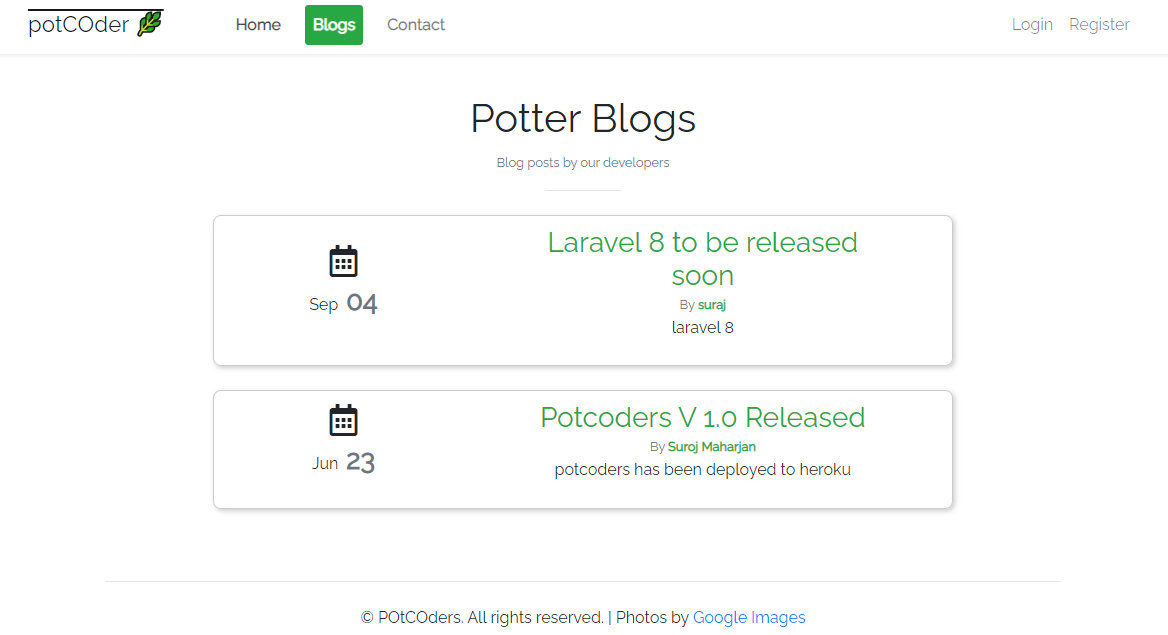 potCOder
Home Blogs Contact
Login Register
Potter Blogs
Blog posts by our developers
Sep 04
Laravel 8 to be released
soon
By suraj
laravel 8
Jun 23
Potcoders V 1.0 Released
By Suroj Maharjan
potcoders has been deployed to heroku
© POtCOders. All rights reserved. | Photos by Google Images